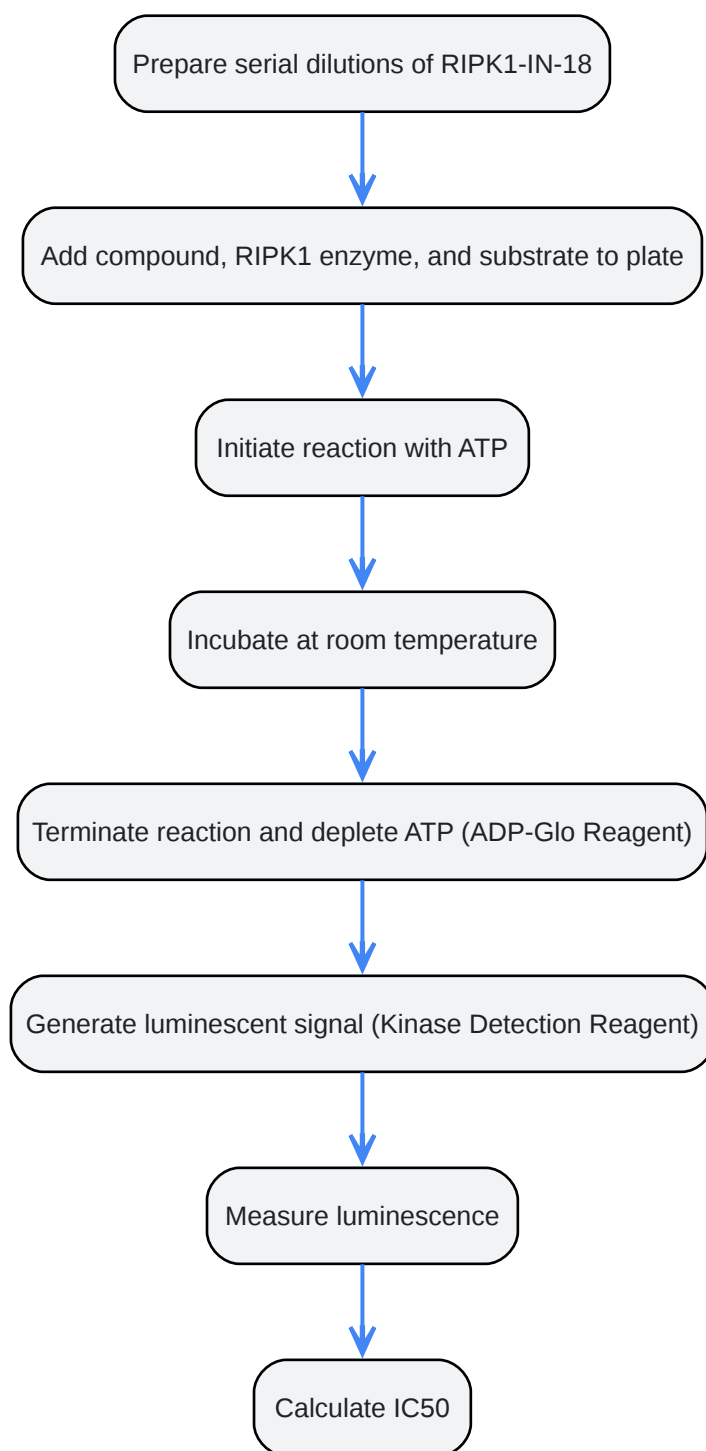 Prepare serial dilutions of RIPK1-IN-18
Add compound, RIPK1 enzyme, and substrate to plate
Initiate reaction with ATP
Incubate at room temperature
Terminate reaction and deplete ATP (ADP-Glo Reagent)
Generate luminescent signal (Kinase Detection Reagent)
Measure luminescence
Calculate IC50